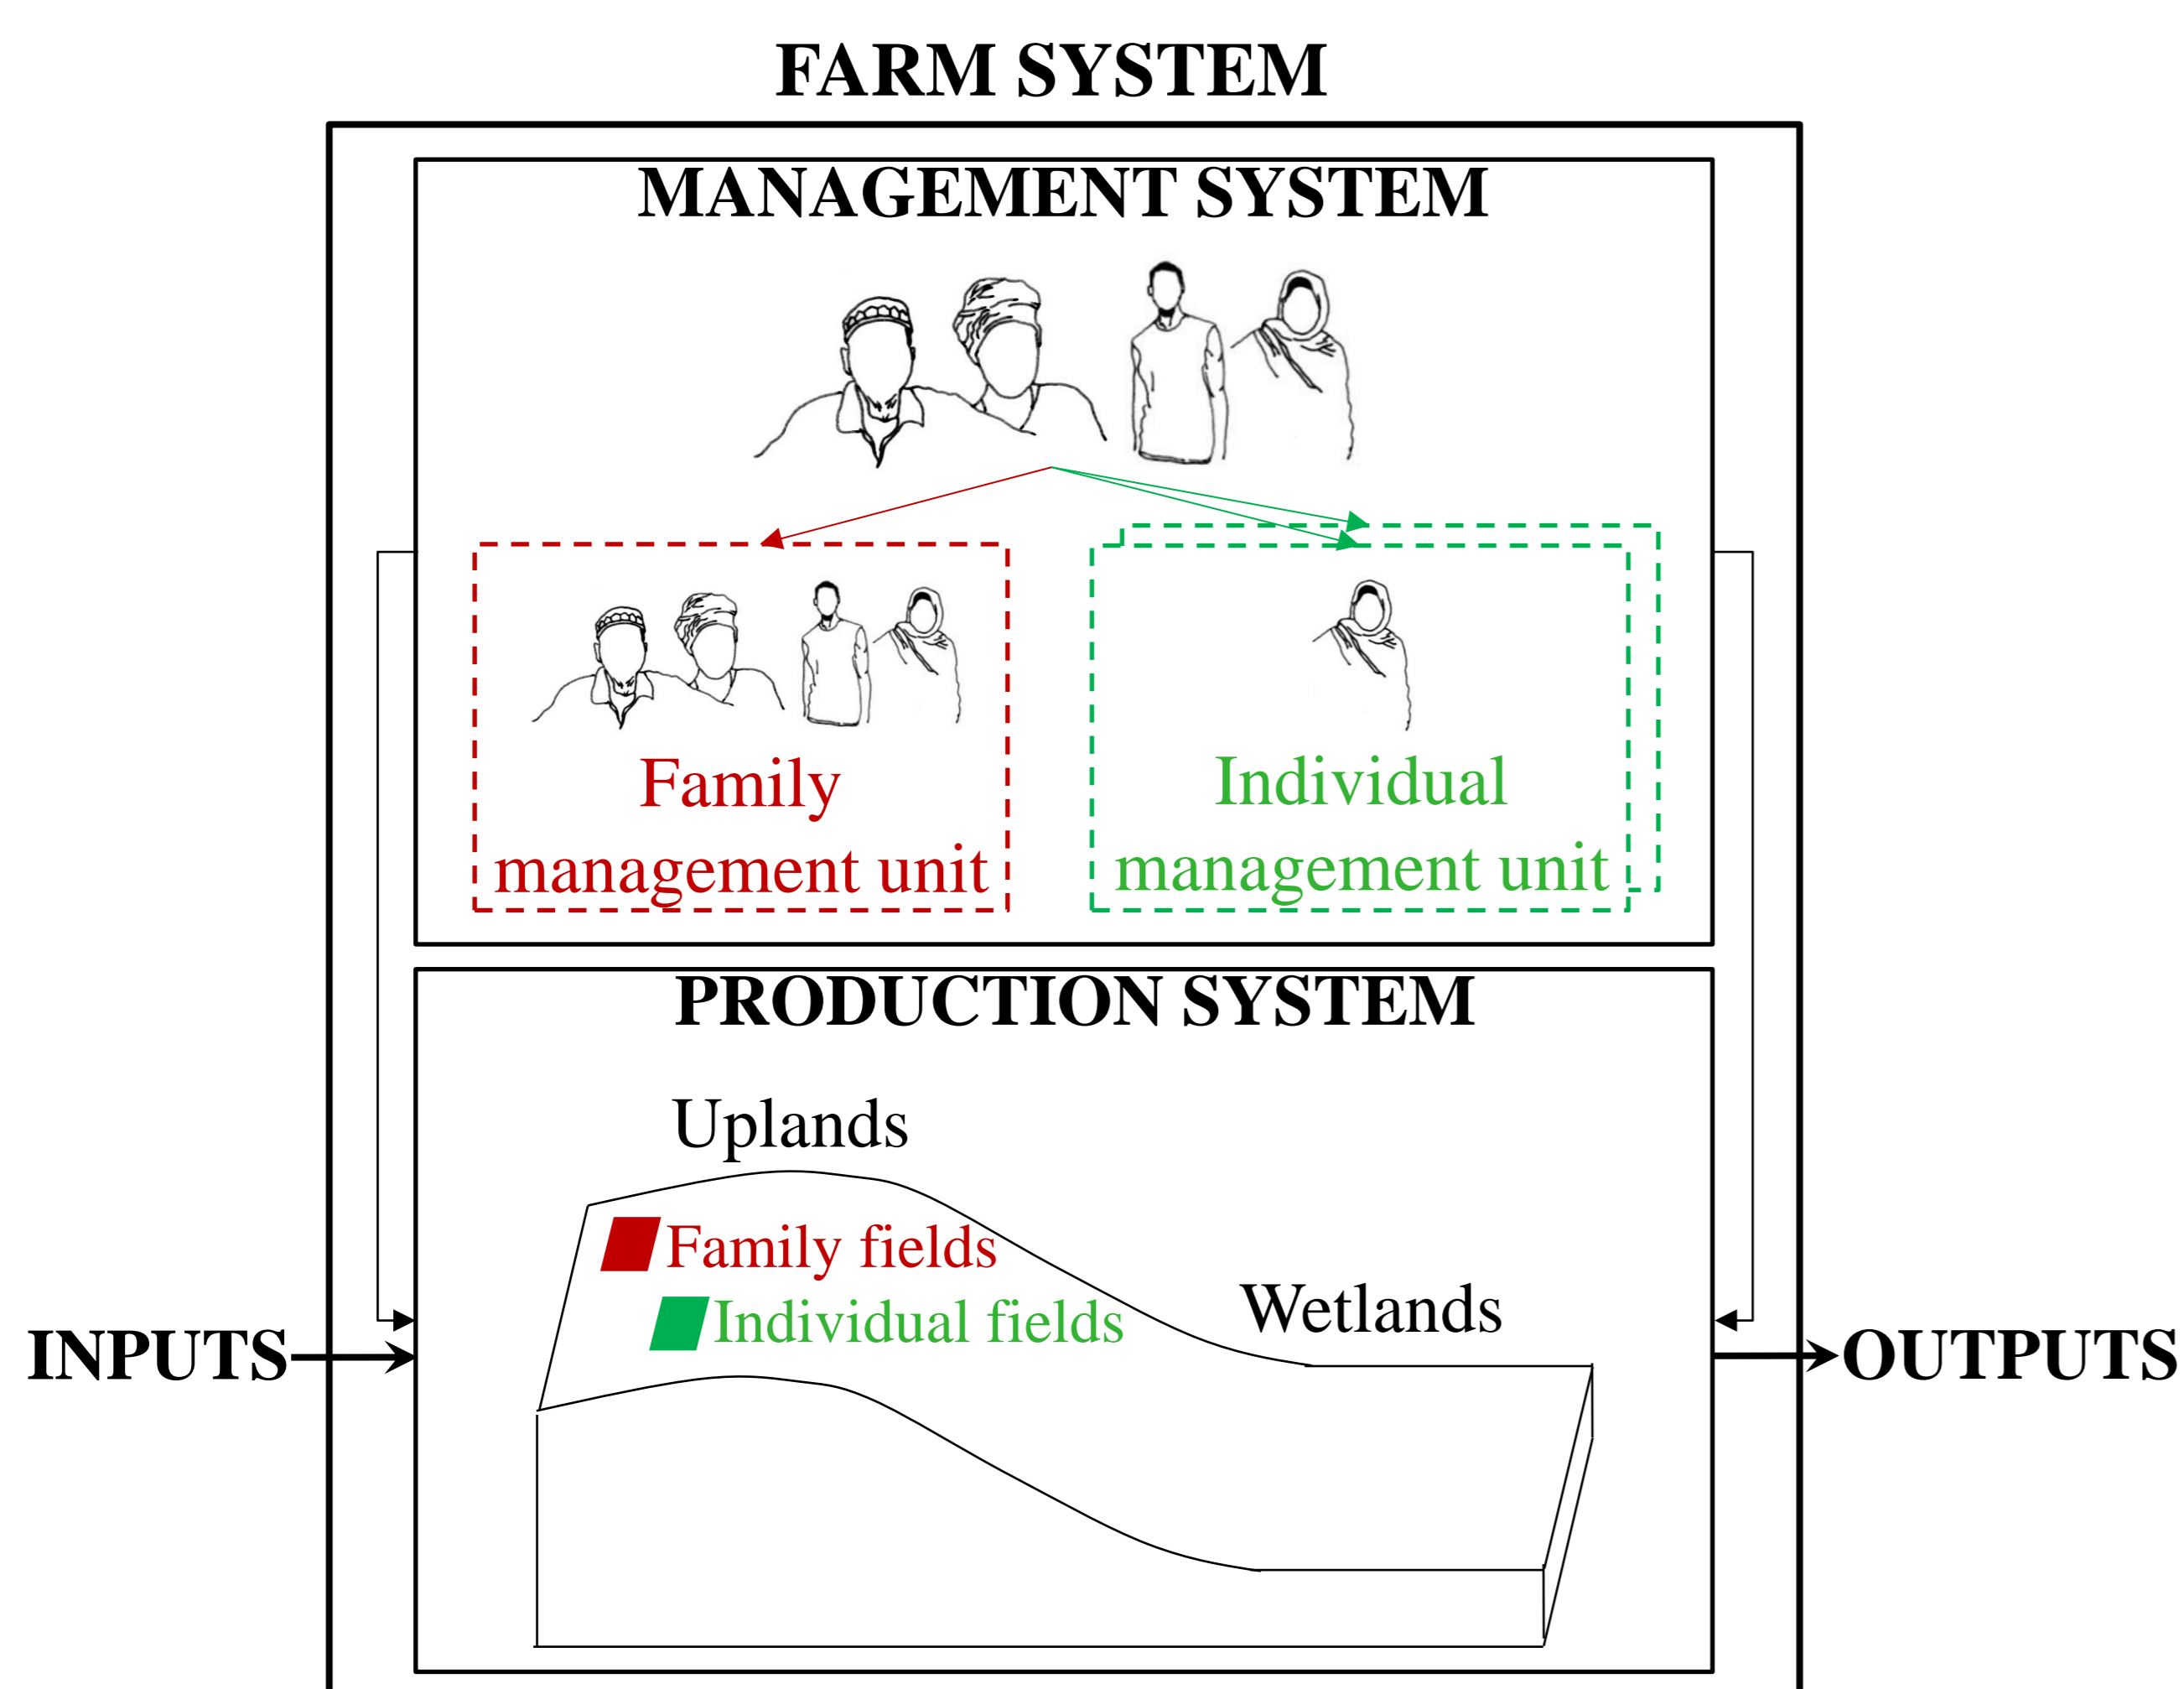 FARM SYSTEM
MANAGEMENT SYSTEM
Family
management unit
Individual
management unit
PRODUCTION SYSTEM
Uplands
Family fields
Individual fields
Wetlands
INPUTS
OUTPUTS